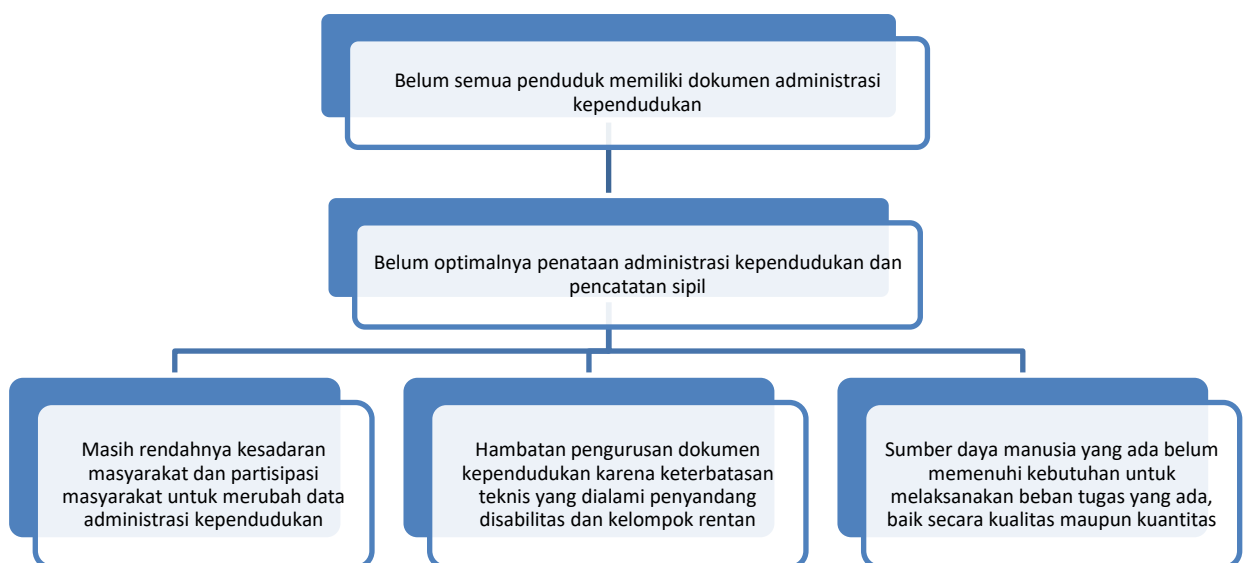 Belum semua penduduk memiliki dokumen administrasi
kependudukan
Belum optimalnya penataan administrasi kependudukan dan
pencatatan sipil
Masih rendahnya kesadaran
masyarakat dan partisipasi
masyarakat untuk merubah data
administrasi kependudukan
Hambatan pengurusan dokumen
kependudukan karena keterbatasan
teknis yang dialami penyandang
disabilitas dan kelompok rentan
Sumber daya manusia yang ada belum
memenuhi kebutuhan untuk
melaksanakan beban tugas yang ada,
baik secara kualitas maupun kuantitas